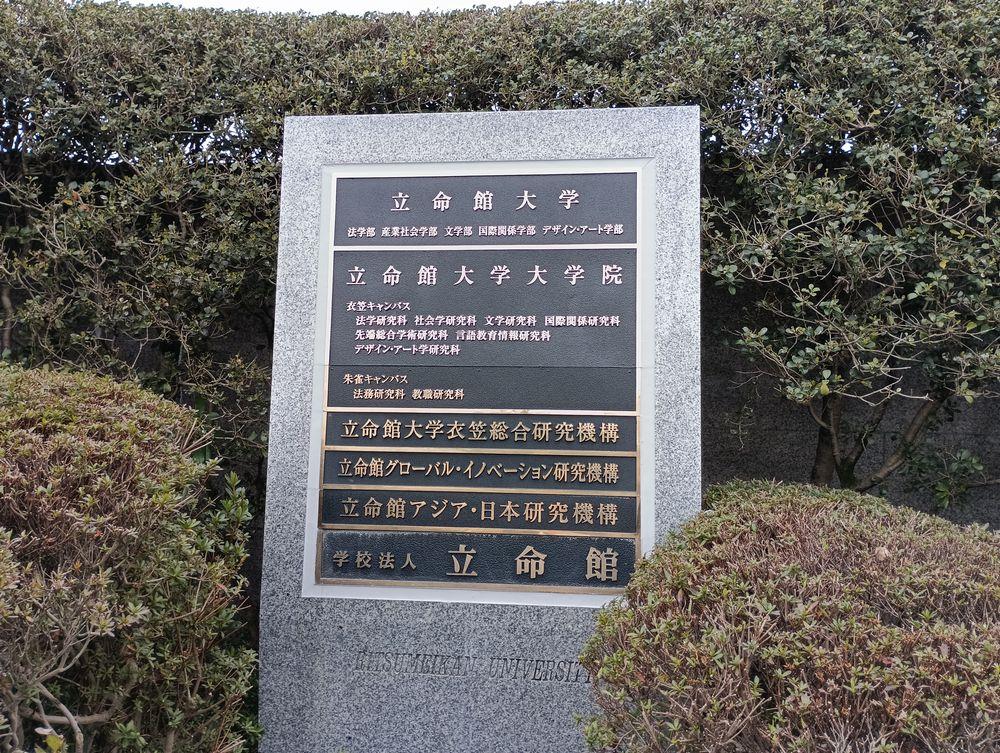 立命館大学
法学部 産業社会学部 文学部 国際関係学部 デザイン・アート学部
立命館大学大学院
衣笠キャンパス
法学研究科 社会学研究科 文学研究科 国際関係研究科
先端総合学術研究科 言語教育情報研究科
デザイン・アート学研究科
朱雀キャンパス
法務研究科 教職研究科
立命館大学衣笠総合研究機構
立命館グローバル・イノベーション研究機構
立命館アジア・日本研究機構
学校法人 立命館
RITSUMEIKAN UNIVERSITY